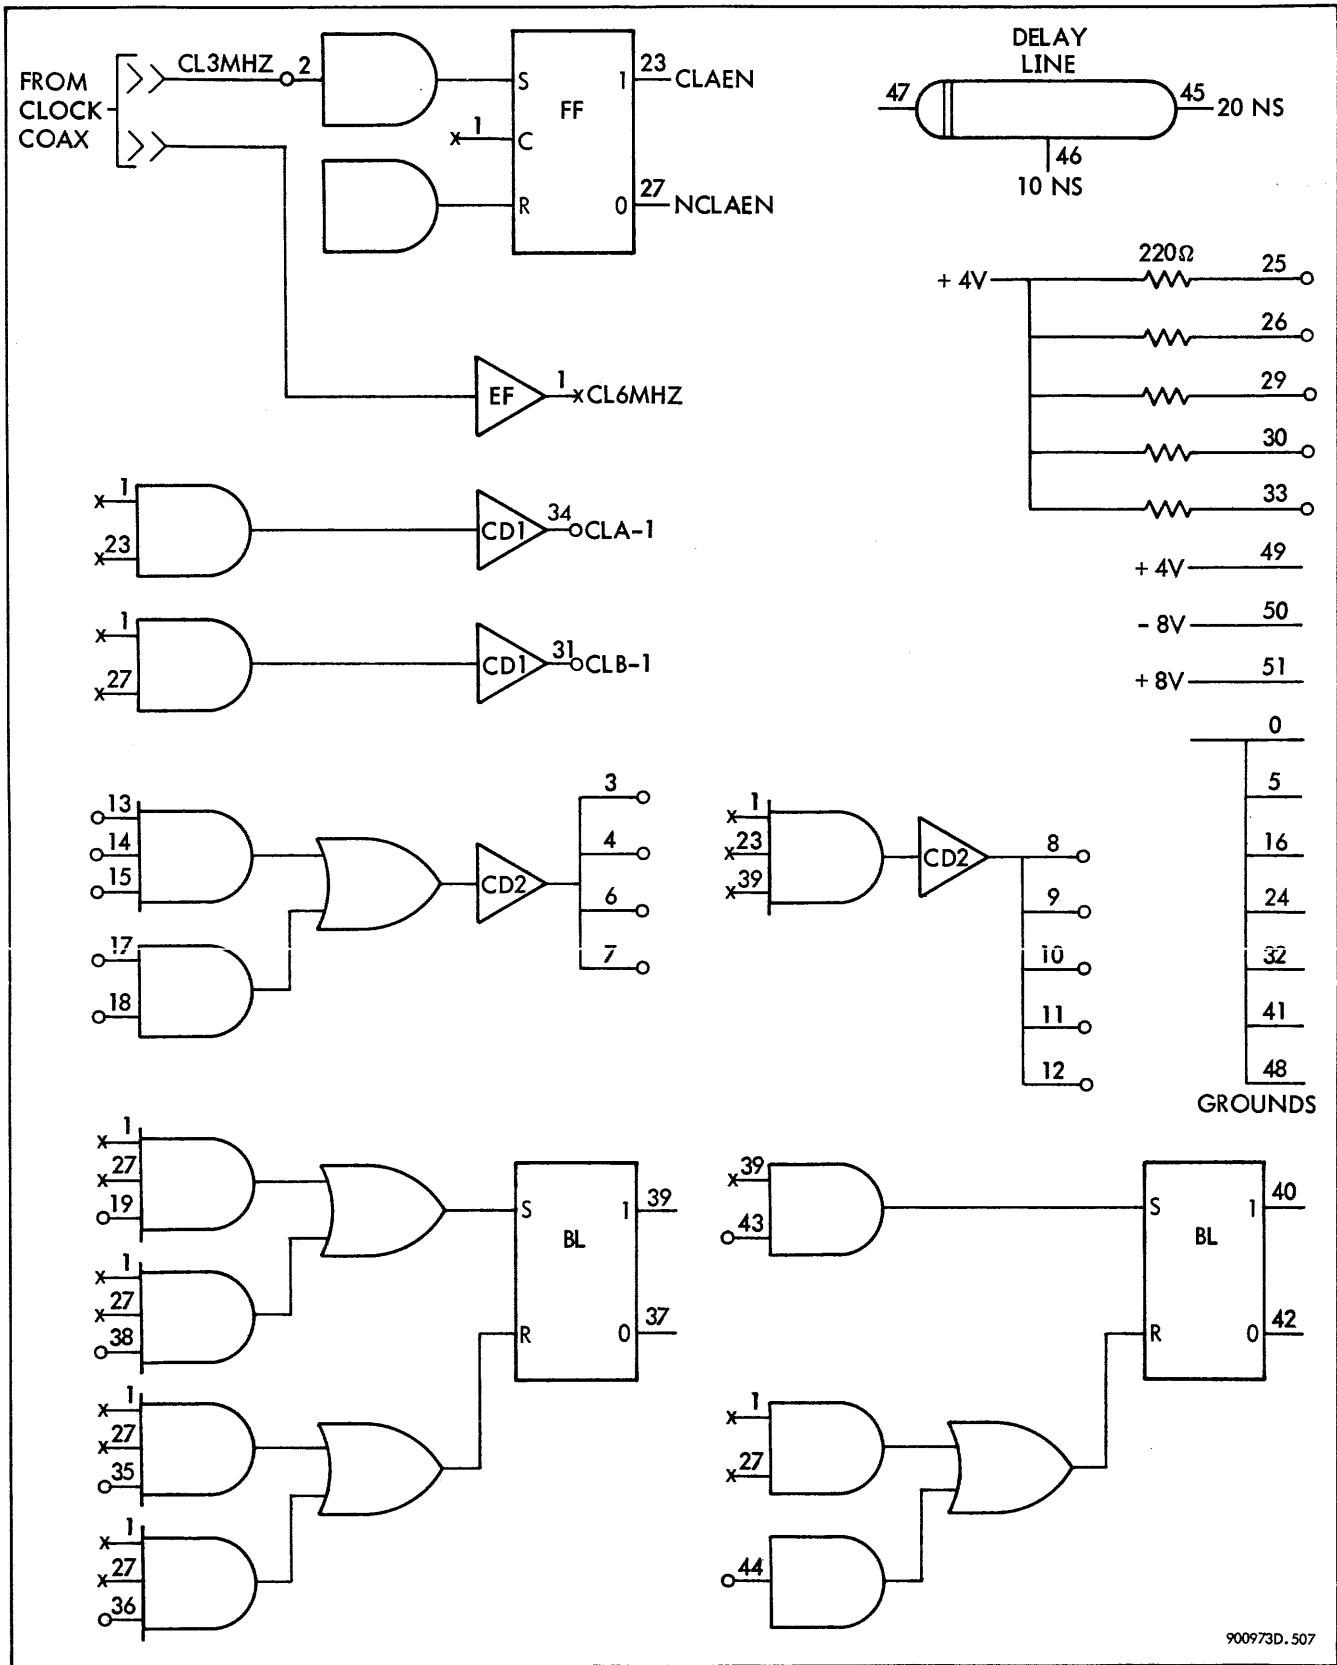 FROM
CLOCK
COAX
CL3MHZ 2
S 1 23 CLAEN
FF
1 C
R 0 27 NCLAEN
DELAY
LINE
47 45 20 NS
46
10 NS
220Ω
+ 4V 25
26
29
30
33
EF 1 CL6MHZ
1
23
CD1 34 CLA-1
1
27
CD1 31 CLB-1
+ 4V 49
- 8V 50
+ 8V 51
0
5
16
24
32
41
48
GROUNDS
13
14
15
17
18
CD2
3
4
6
7
1
23
39
CD2
8
9
10
11
12
1
27
19
1
27
38
1
27
35
1
27
36
S 1 39
BL
R 0 37
39
43
1
27
44
S 1 40
BL
R 0 42
900973D.507